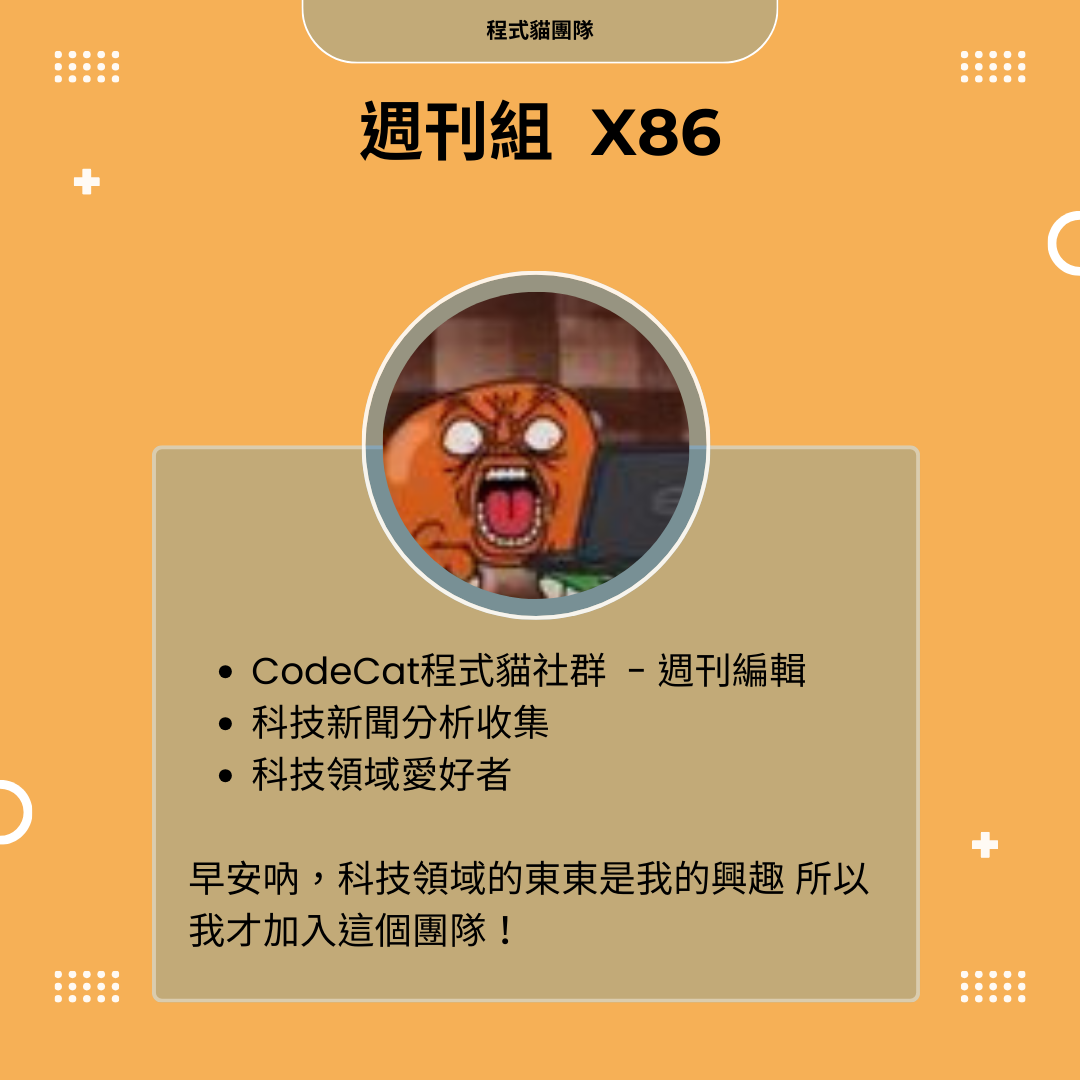 程式貓團隊
週刊組 X86
CodeCat程式貓社群 - 週刊編輯
科技新聞分析收集
科技領域愛好者
早安吶，科技領域的東東是我的興趣 所以
我才加入這個團隊！